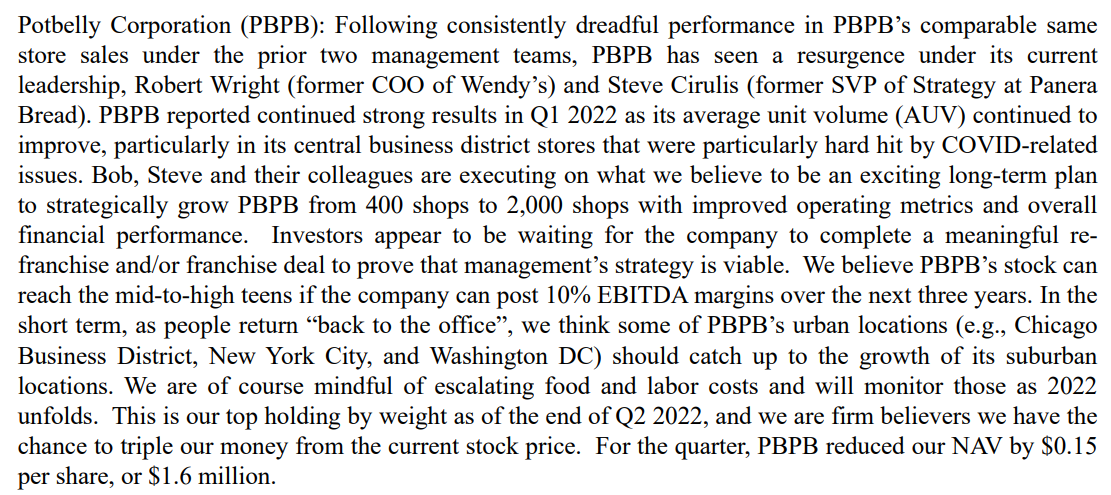 Potbelly Corporation (PBPB): Following consistently dreadful performance in PBPB’s comparable same
store sales under the prior two management teams, PBPB has seen a resurgence under its current
leadership, Robert Wright (former COO of Wendy’s) and Steve Cirulis (former SVP of Strategy at Panera
Bread). PBPB reported continued strong results in Q1 2022 as its average unit volume (AUV) continued to
improve, particularly in its central business district stores that were particularly hard hit by COVID-related
issues. Bob, Steve and their colleagues are executing on what we believe to be an exciting long-term plan
to strategically grow PBPB from 400 shops to 2,000 shops with improved operating metrics and overall
financial performance.  Investors appear to be waiting for the company to complete a meaningful re-
franchise and/or franchise deal to prove that management’s strategy is viable.  We believe PBPB’s stock can
reach the mid-to-high teens if the company can post 10% EBITDA margins over the next three years. In the
short term, as people return “back to the office”, we think some of PBPB’s urban locations (e.g., Chicago
Business District, New York City, and Washington DC) should catch up to the growth of its suburban
locations. We are of course mindful of escalating food and labor costs and will monitor those as 2022
unfolds.  This is our top holding by weight as of the end of Q2 2022, and we are firm believers we have the
chance to triple our money from the current stock price.  For the quarter, PBPB reduced our NAV by $0.15
per share, or $1.6 million.